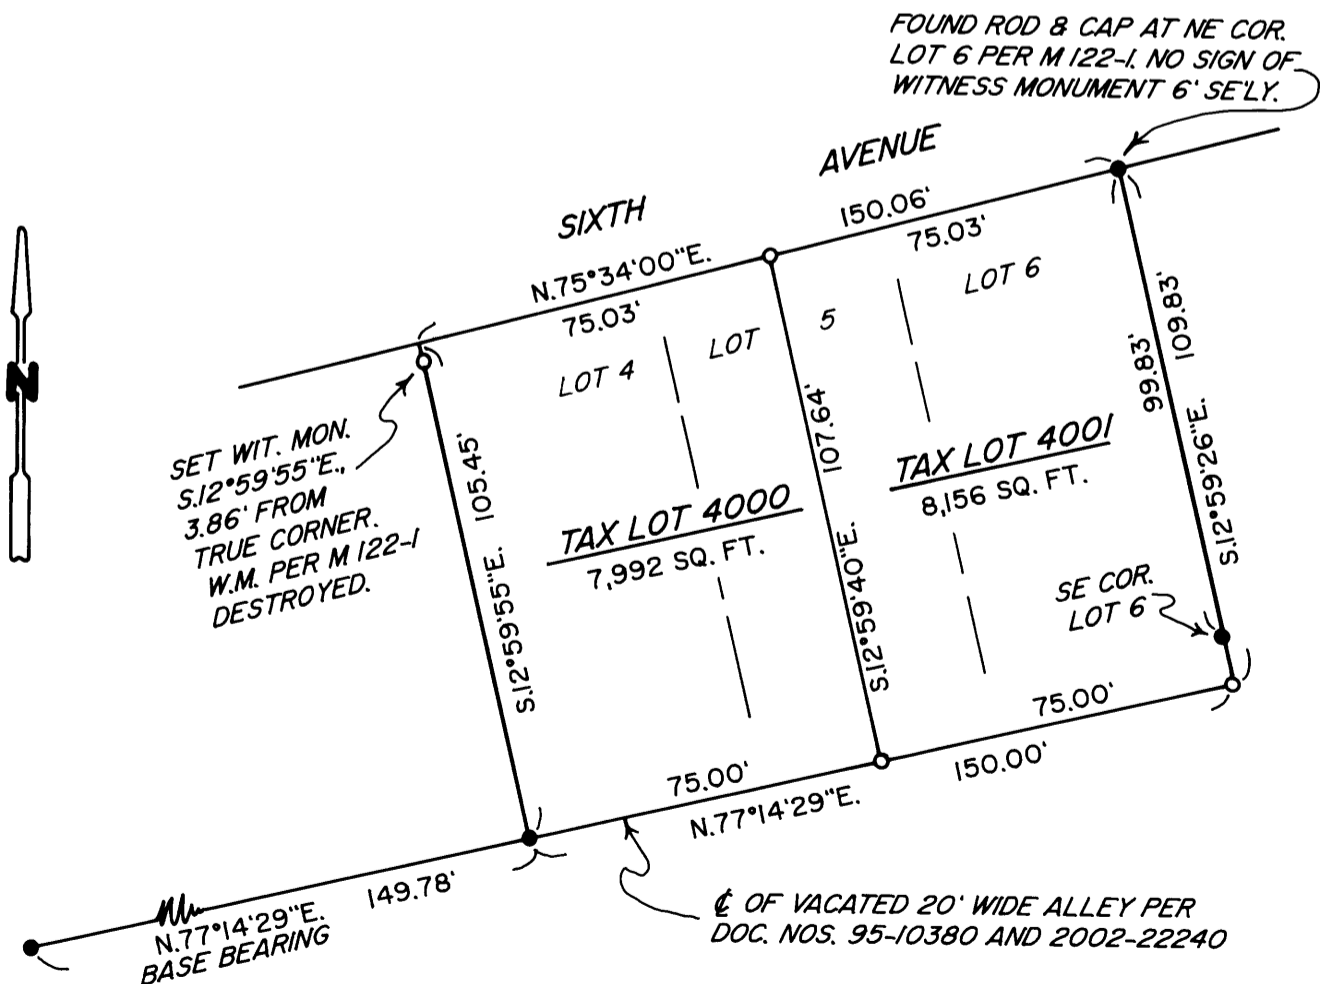 FOUND ROD & CAP AT NE COR.
LOT 6 PER M 122-1. NO SIGN OF
WITNESS MONUMENT 6' SE'LY.
SIXTH AVENUE
N.75°34'00"E. 150.06'
75.03' 75.03'
LOT 4
LOT 5
LOT 6
SET WIT. MON.
S.12°59'55"E.,
3.86' FROM
TRUE CORNER.
W.M. PER M 122-1
DESTROYED.
S.12°59'55"E. 105.45'
TAX LOT 4000
7,992 SQ. FT.
S.12°59'40"E. 107.64'
TAX LOT 4001
8,156 SQ. FT.
99.83'
S.12°59'26"E. 109.83'
SE COR.
LOT 6
75.00' 75.00'
N.77°14'29"E. 150.00'
149.78'
N.77°14'29"E.
BASE BEARING
℄ OF VACATED 20' WIDE ALLEY PER
DOC. NOS. 95-10380 AND 2002-22240
N